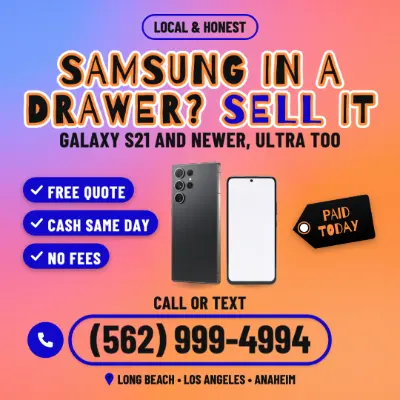 LOCAL & HONEST
SAMSUNG IN A
DRAWER? SELL IT
GALAXY S21 AND NEWER, ULTRA TOO
FREE QUOTE
CASH SAME DAY
NO FEES
PAID
TODAY
CALL OR TEXT
(562) 999-4994
LONG BEACH • LOS ANGELES • ANAHEIM